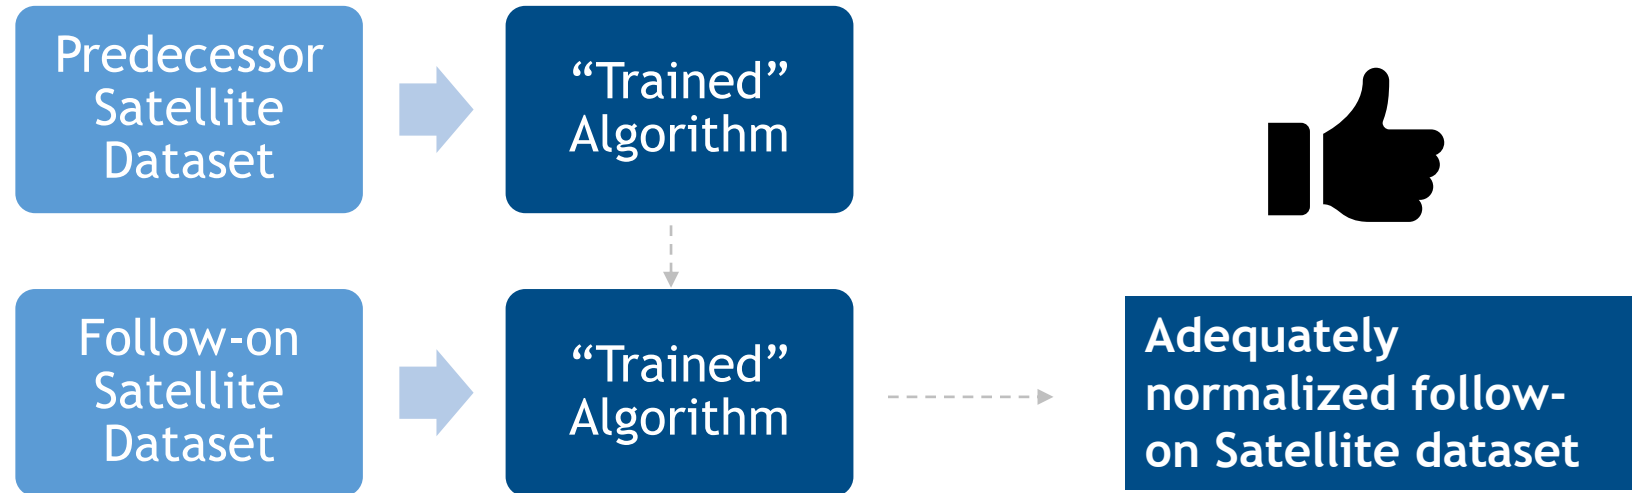 Predecessor
Satellite
Dataset
“Trained”
Algorithm
Follow-on
Satellite
Dataset
“Trained”
Algorithm
Adequately
normalized follow-
on Satellite dataset